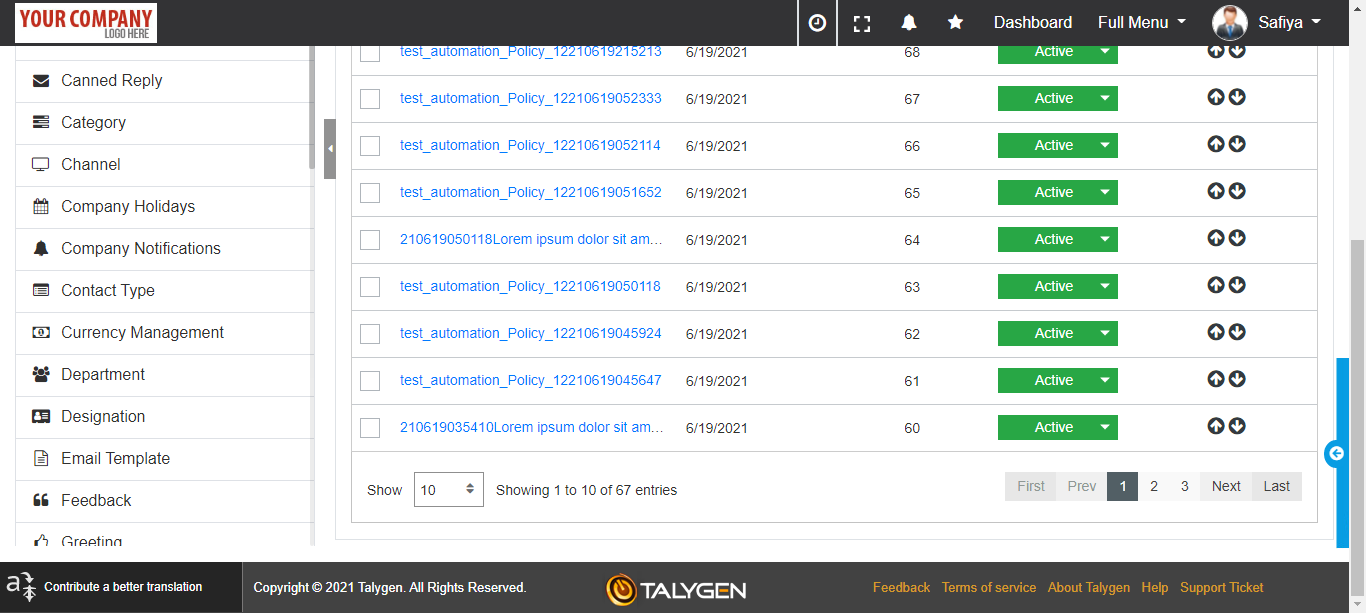 YOUR COMPANY
LOGO HERE
Dashboard Full Menu Safiya
Canned Reply
Category
Channel
Company Holidays
Company Notifications
Contact Type
Currency Management
Department
Designation
Email Template
Feedback
Greeting
test_automation_Policy_12210619215213 6/19/2021 68 Active
test_automation_Policy_12210619052333 6/19/2021 67 Active
test_automation_Policy_12210619052114 6/19/2021 66 Active
test_automation_Policy_12210619051652 6/19/2021 65 Active
210619050118Lorem ipsum dolor sit am... 6/19/2021 64 Active
test_automation_Policy_12210619050118 6/19/2021 63 Active
test_automation_Policy_12210619045924 6/19/2021 62 Active
test_automation_Policy_12210619045647 6/19/2021 61 Active
210619035410Lorem ipsum dolor sit am... 6/19/2021 60 Active
Show 10 Showing 1 to 10 of 67 entries First Prev 1 2 3 Next Last
Contribute a better translation Copyright © 2021 Talygen. All Rights Reserved. TALYGEN Feedback Terms of service About Talygen Help Support Ticket